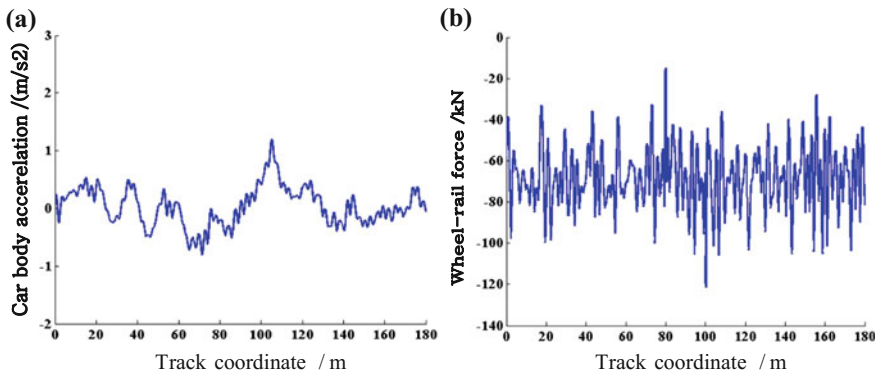 (a)
3
2
1
0
-1
-2
0 20 40 60 80 100 120 140 160 180
Car body accerelation /(m/s2)
Track coordinate / m
(b)
0
-20
-40
-60
-80
-100
-120
-140
0 20 40 60 80 100 120 140 160 180
Wheel-rail force /kN
Track coordinate / m